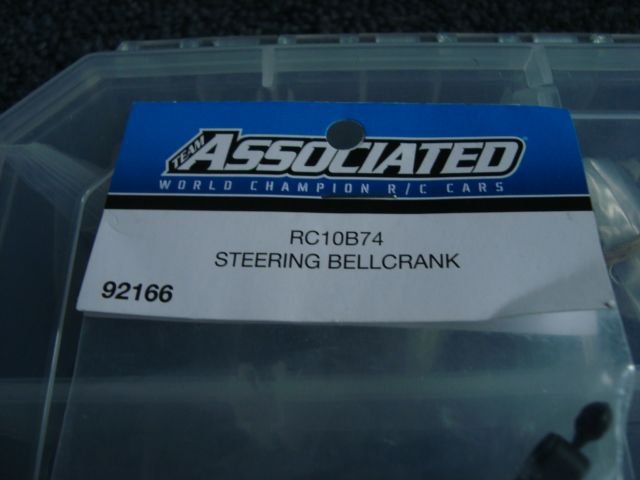 TEAM ASSOCIATED
WORLD CHAMPION R/C CARS
RC10B74
STEERING BELLCRANK
92166